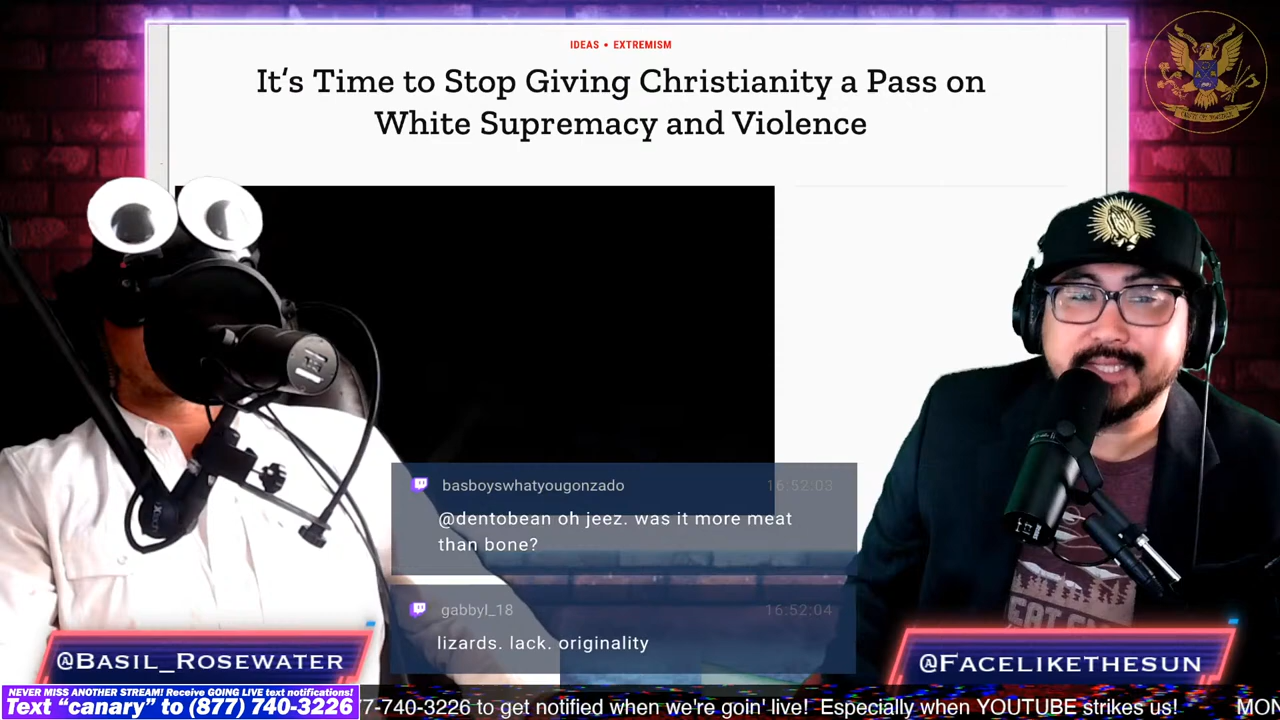 IDEAS • EXTREMISM
It’s Time to Stop Giving Christianity a Pass on
White Supremacy and Violence
basboyswhatyougonzado 16:52:03
@dentobean oh jeez. was it more meat
than bone?
gabbyl_18 16:52:04
lizards. lack. originality
@BASIL_ROSEWATER
@FACELIKETHESUN
NEVER MISS ANOTHER STREAM! Receive GOING LIVE text notifications!
Text “canary” to (877) 740-3226
7-740-3226 to get notified when we're goin' live! Especially when YOUTUBE strikes us! MON